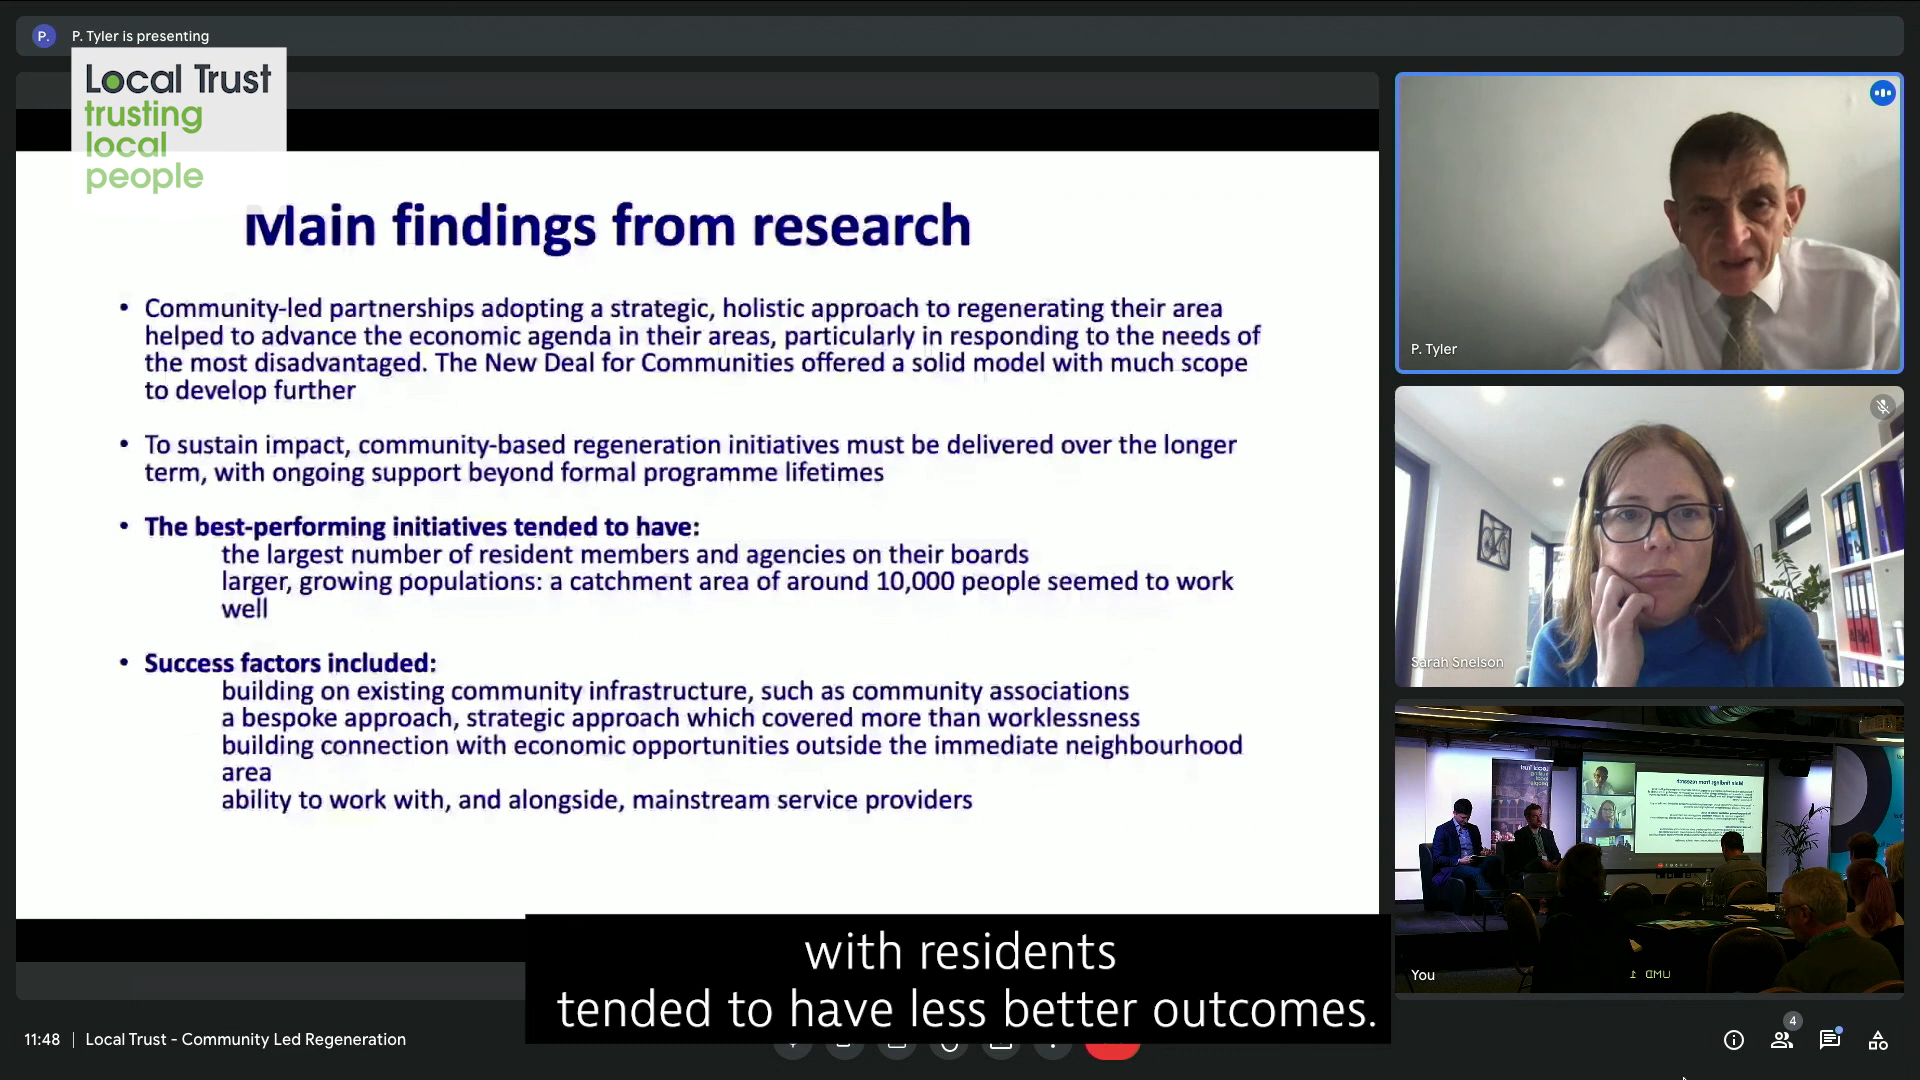 P. P. Tyler is presenting
Local Trust
trusting
local
people
Main findings from research
• Community-led partnerships adopting a strategic, holistic approach to regenerating their area
helped to advance the economic agenda in their areas, particularly in responding to the needs of
the most disadvantaged. The New Deal for Communities offered a solid model with much scope
to develop further
• To sustain impact, community-based regeneration initiatives must be delivered over the longer
term, with ongoing support beyond formal programme lifetimes
• The best-performing initiatives tended to have:
the largest number of resident members and agencies on their boards
larger, growing populations: a catchment area of around 10,000 people seemed to work
well
• Success factors included:
building on existing community infrastructure, such as community associations
a bespoke approach, strategic approach which covered more than worklessness
building connection with economic opportunities outside the immediate neighbourhood
area
ability to work with, and alongside, mainstream service providers
P. Tyler
Sarah Snelson
You
with residents
tended to have less better outcomes.
11:48 | Local Trust - Community Led Regeneration
4